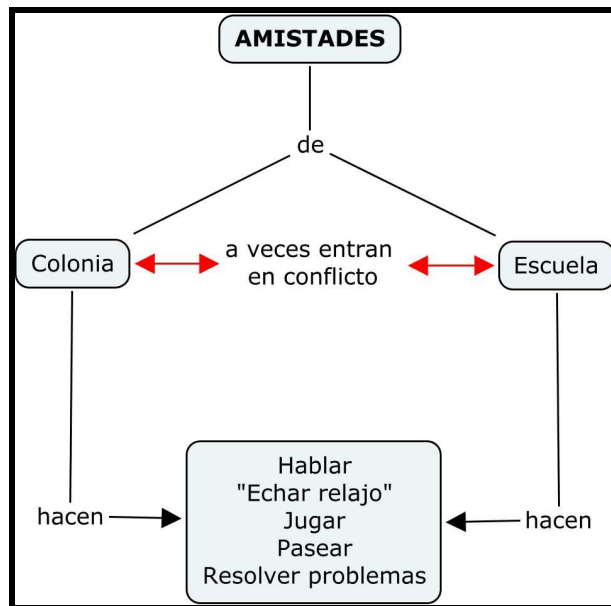 AMISTADES
de
Colonia
a veces entran
en conflicto
Escuela
Hablar
"Echar relajo"
Jugar
Pasear
Resolver problemas
hacen
hacen